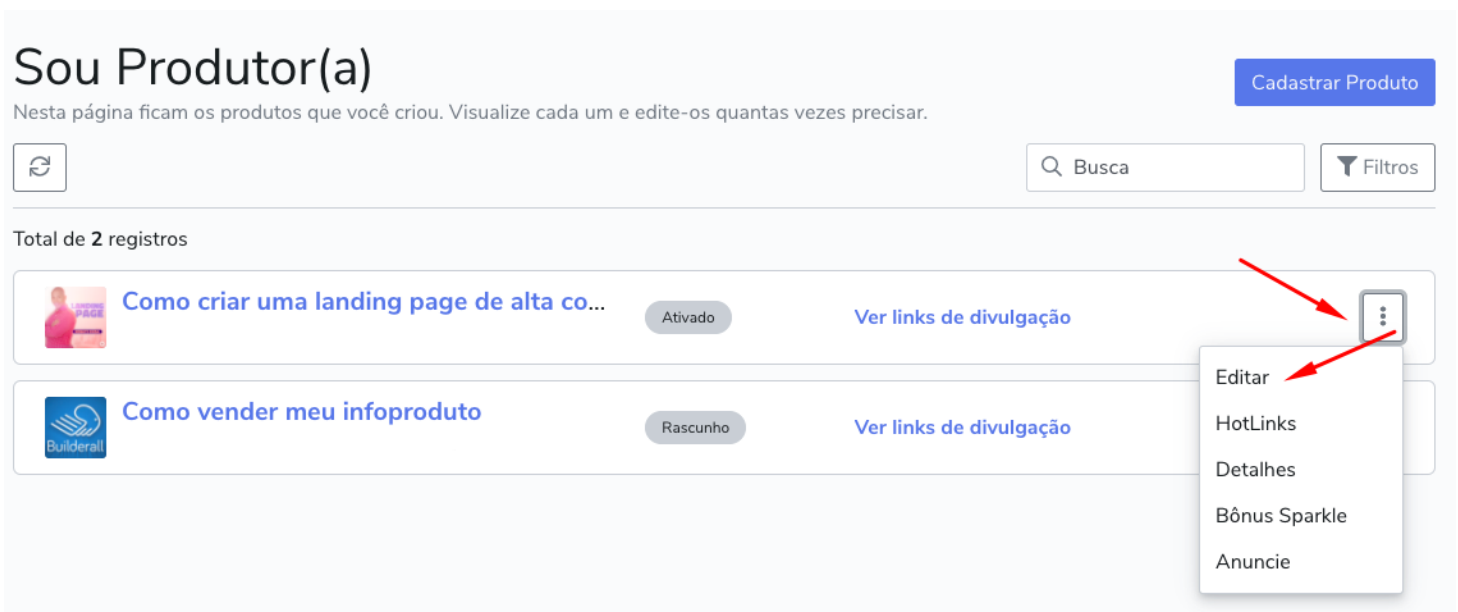 Sou Produtor(a)
Cadastrar Produto
Nesta página ficam os produtos que você criou. Visualize cada um e edite-os quantas vezes precisar.
Busca
Filtros
Total de 2 registros
LANDING
PAGE
Como criar uma landing page de alta co...
Ativado
Ver links de divulgação
Editar
Builderall
Como vender meu infoproduto
Rascunho
Ver links de divulgação
HotLinks
Detalhes
Bônus Sparkle
Anuncie